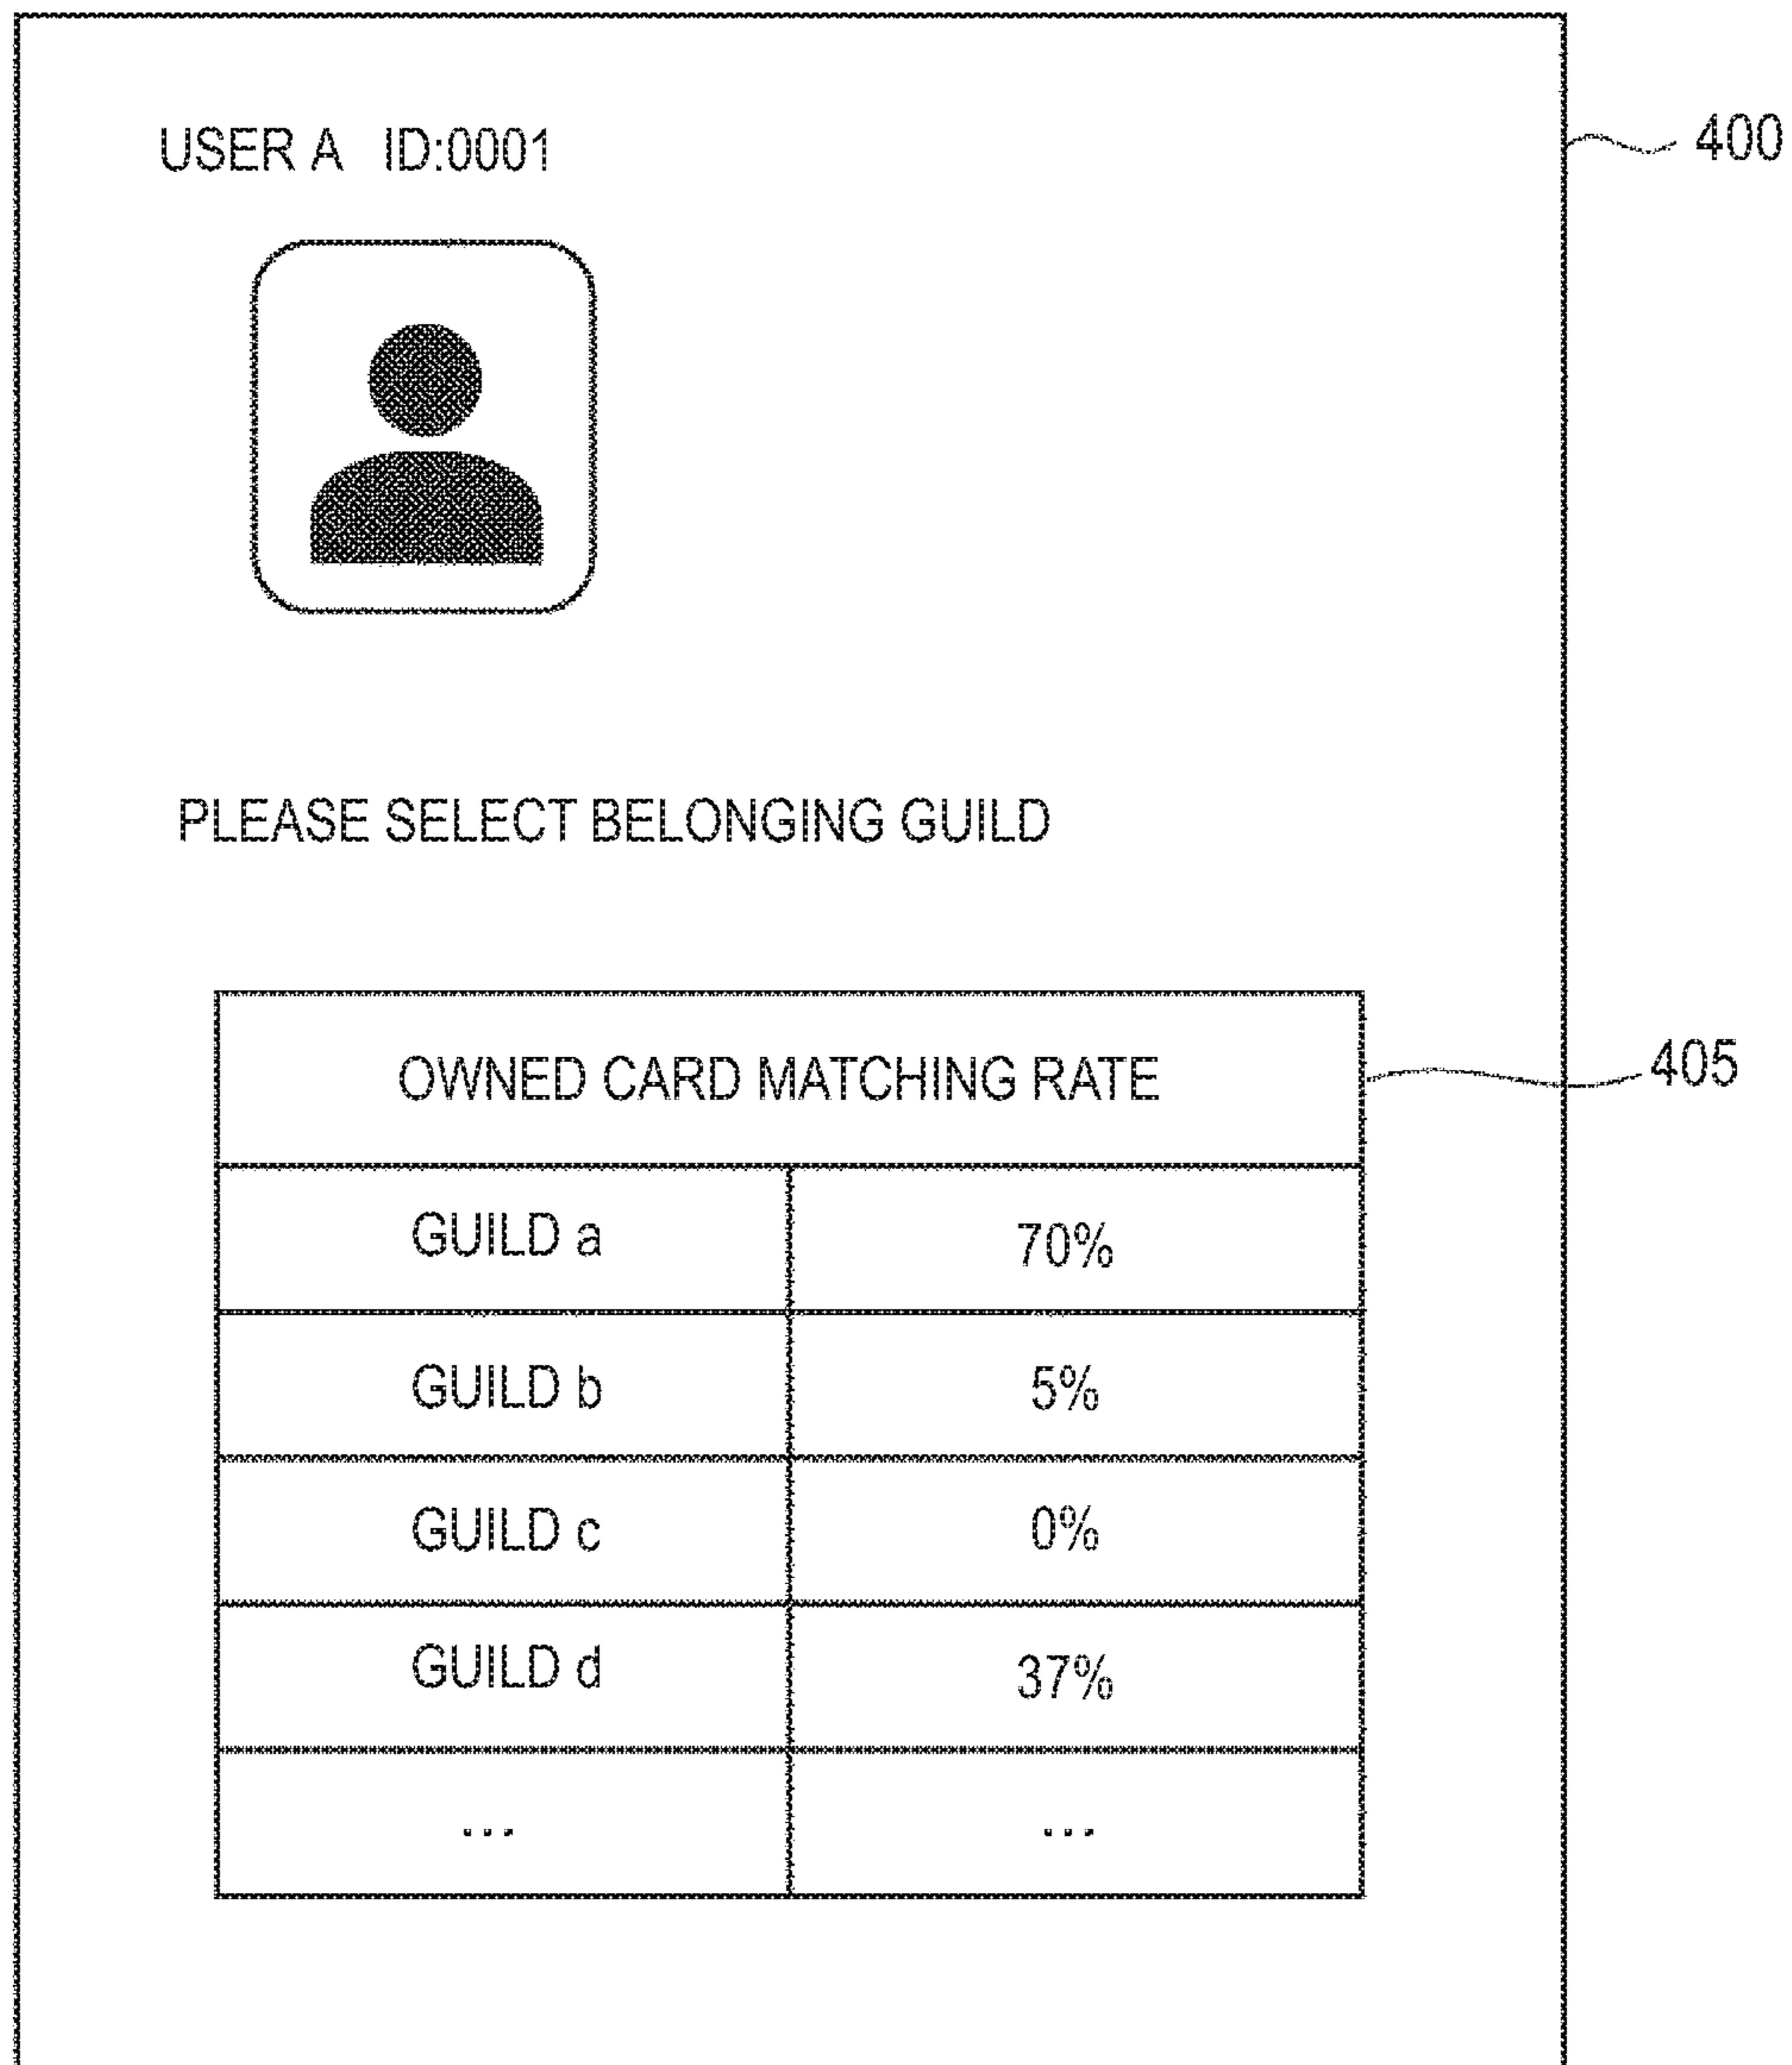 USER A ID:0001
400
PLEASE SELECT BELONGING GUILD
OWNED CARD MATCHING RATE
405
GUILD a 70%
GUILD b 5%
GUILD c 0%
GUILD d 37%
... ...